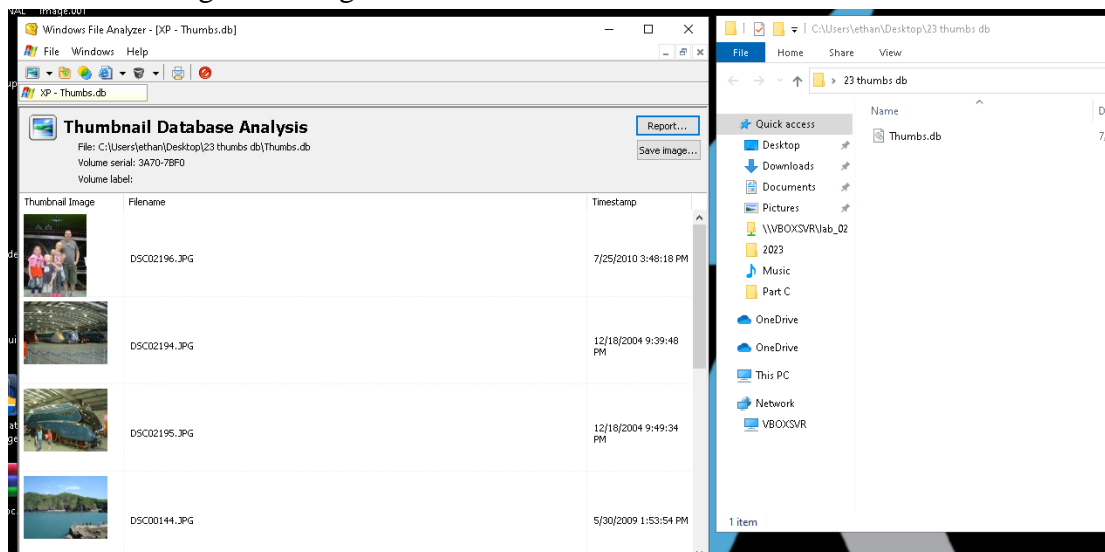 Image.001
Windows File Analyzer - [XP - Thumbs.db]
File Windows Help
XP - Thumbs.db
Thumbnail Database Analysis
File: C:\Users\ethan\Desktop\23 thumbs db\Thumbs.db
Volume serial: 3A70-7BF0
Volume label:
Report...
Save image...
Thumbnail Image Filename Timestamp
DSC02196.JPG 7/25/2010 3:48:18 PM
DSC02194.JPG 12/18/2004 9:39:48
PM
DSC02195.JPG 12/18/2004 9:49:34
PM
DSC00144.JPG 5/30/2009 1:53:54 PM
C:\Users\ethan\Desktop\23 thumbs db
File Home Share View
23 thumbs db
Name
Thumbs.db
Quick access
Desktop
Downloads
Documents
Pictures
\\VBOXSVR\lab_02
2023
Music
Part C
OneDrive
OneDrive
This PC
Network
VBOXSVR
1 item